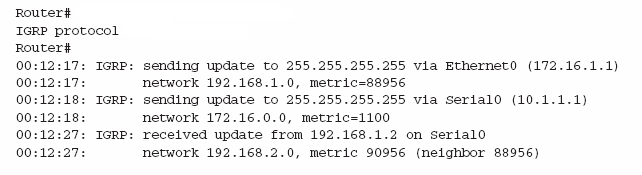 Router#
IGRP protocol
Router#
00:12:17: IGRP: sending update to 255.255.255.255 via Ethernet0 (172.16.1.1)
00:12:17: network 192.168.1.0, metric=88956
00:12:18: IGRP: sending update to 255.255.255.255 via Serial0 (10.1.1.1)
00:12:18: network 172.16.0.0, metric=1100
00:12:27: IGRP: received update from 192.168.1.2 on Serial0
00:12:27: network 192.168.2.0, metric 90956 (neighbor 88956)